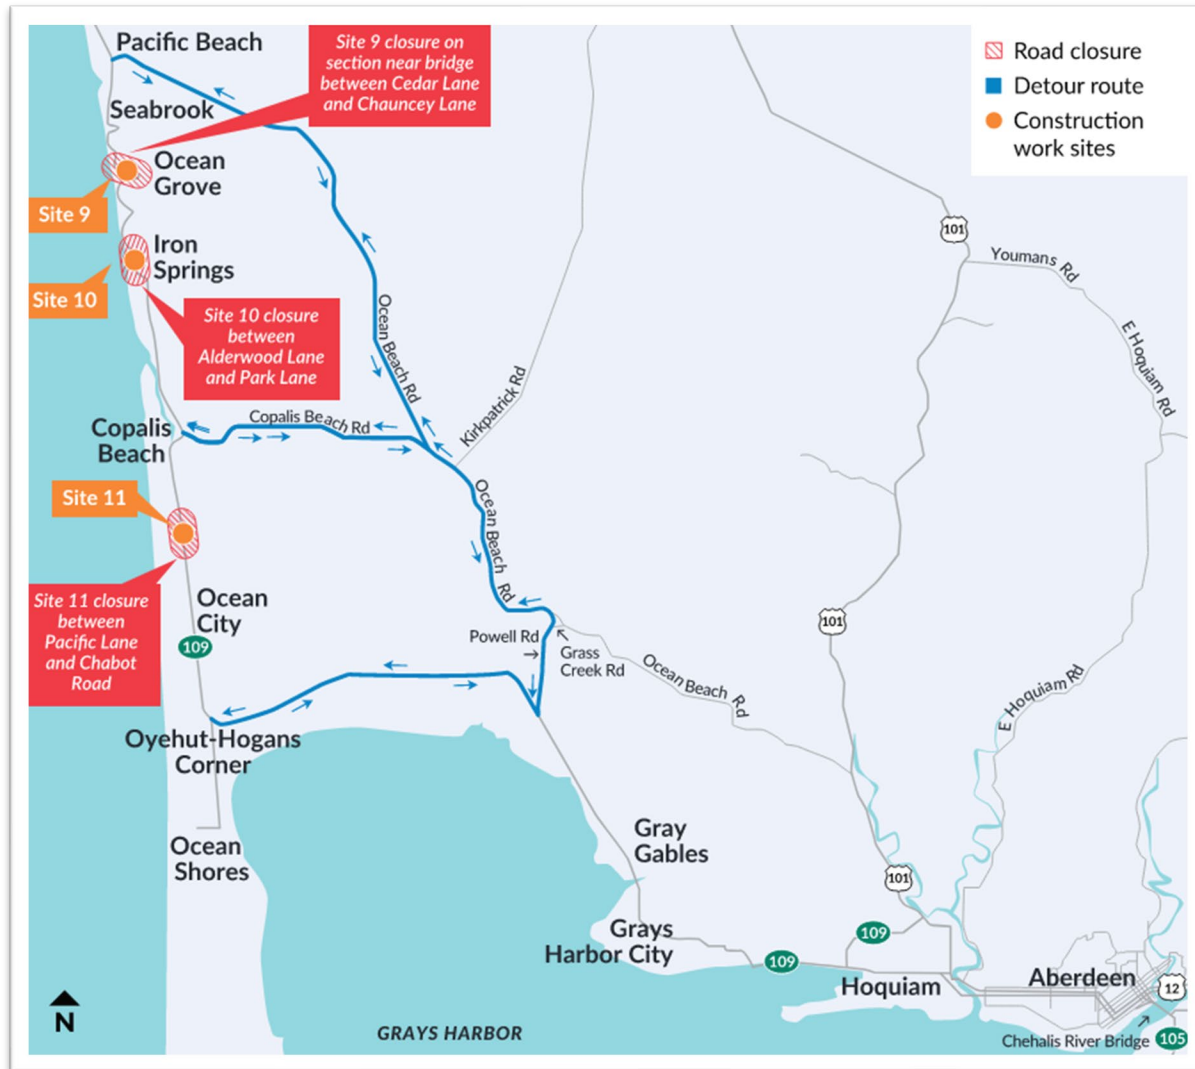 Pacific Beach
Site 9 closure on
section near bridge
between Cedar Lane
and Chauncey Lane
Road closure
Detour route
Construction
work sites
Seabrook
Ocean
Grove
Site 9
Iron
Springs
Site 10
Site 10 closure
between
Alderwood Lane
and Park Lane
Ocean Beach Rd
Kirkpatrick Rd
101
Youmans Rd
E Hoquiam Rd
Copalis
Beach
Copalis Beach Rd
Site 11
Ocean Beach Rd
Site 11 closure
between
Pacific Lane
and Chabot
Road
Ocean
City
109
Powell Rd
Grass
Creek Rd
Ocean Beach Rd
101
E Hoquiam Rd
Oyehut-Hogans
Corner
Ocean
Shores
Gray
Gables
101
Grays
Harbor City
109
109
Hoquiam
Aberdeen
12
N
GRAYS HARBOR
Chehalis River Bridge
105